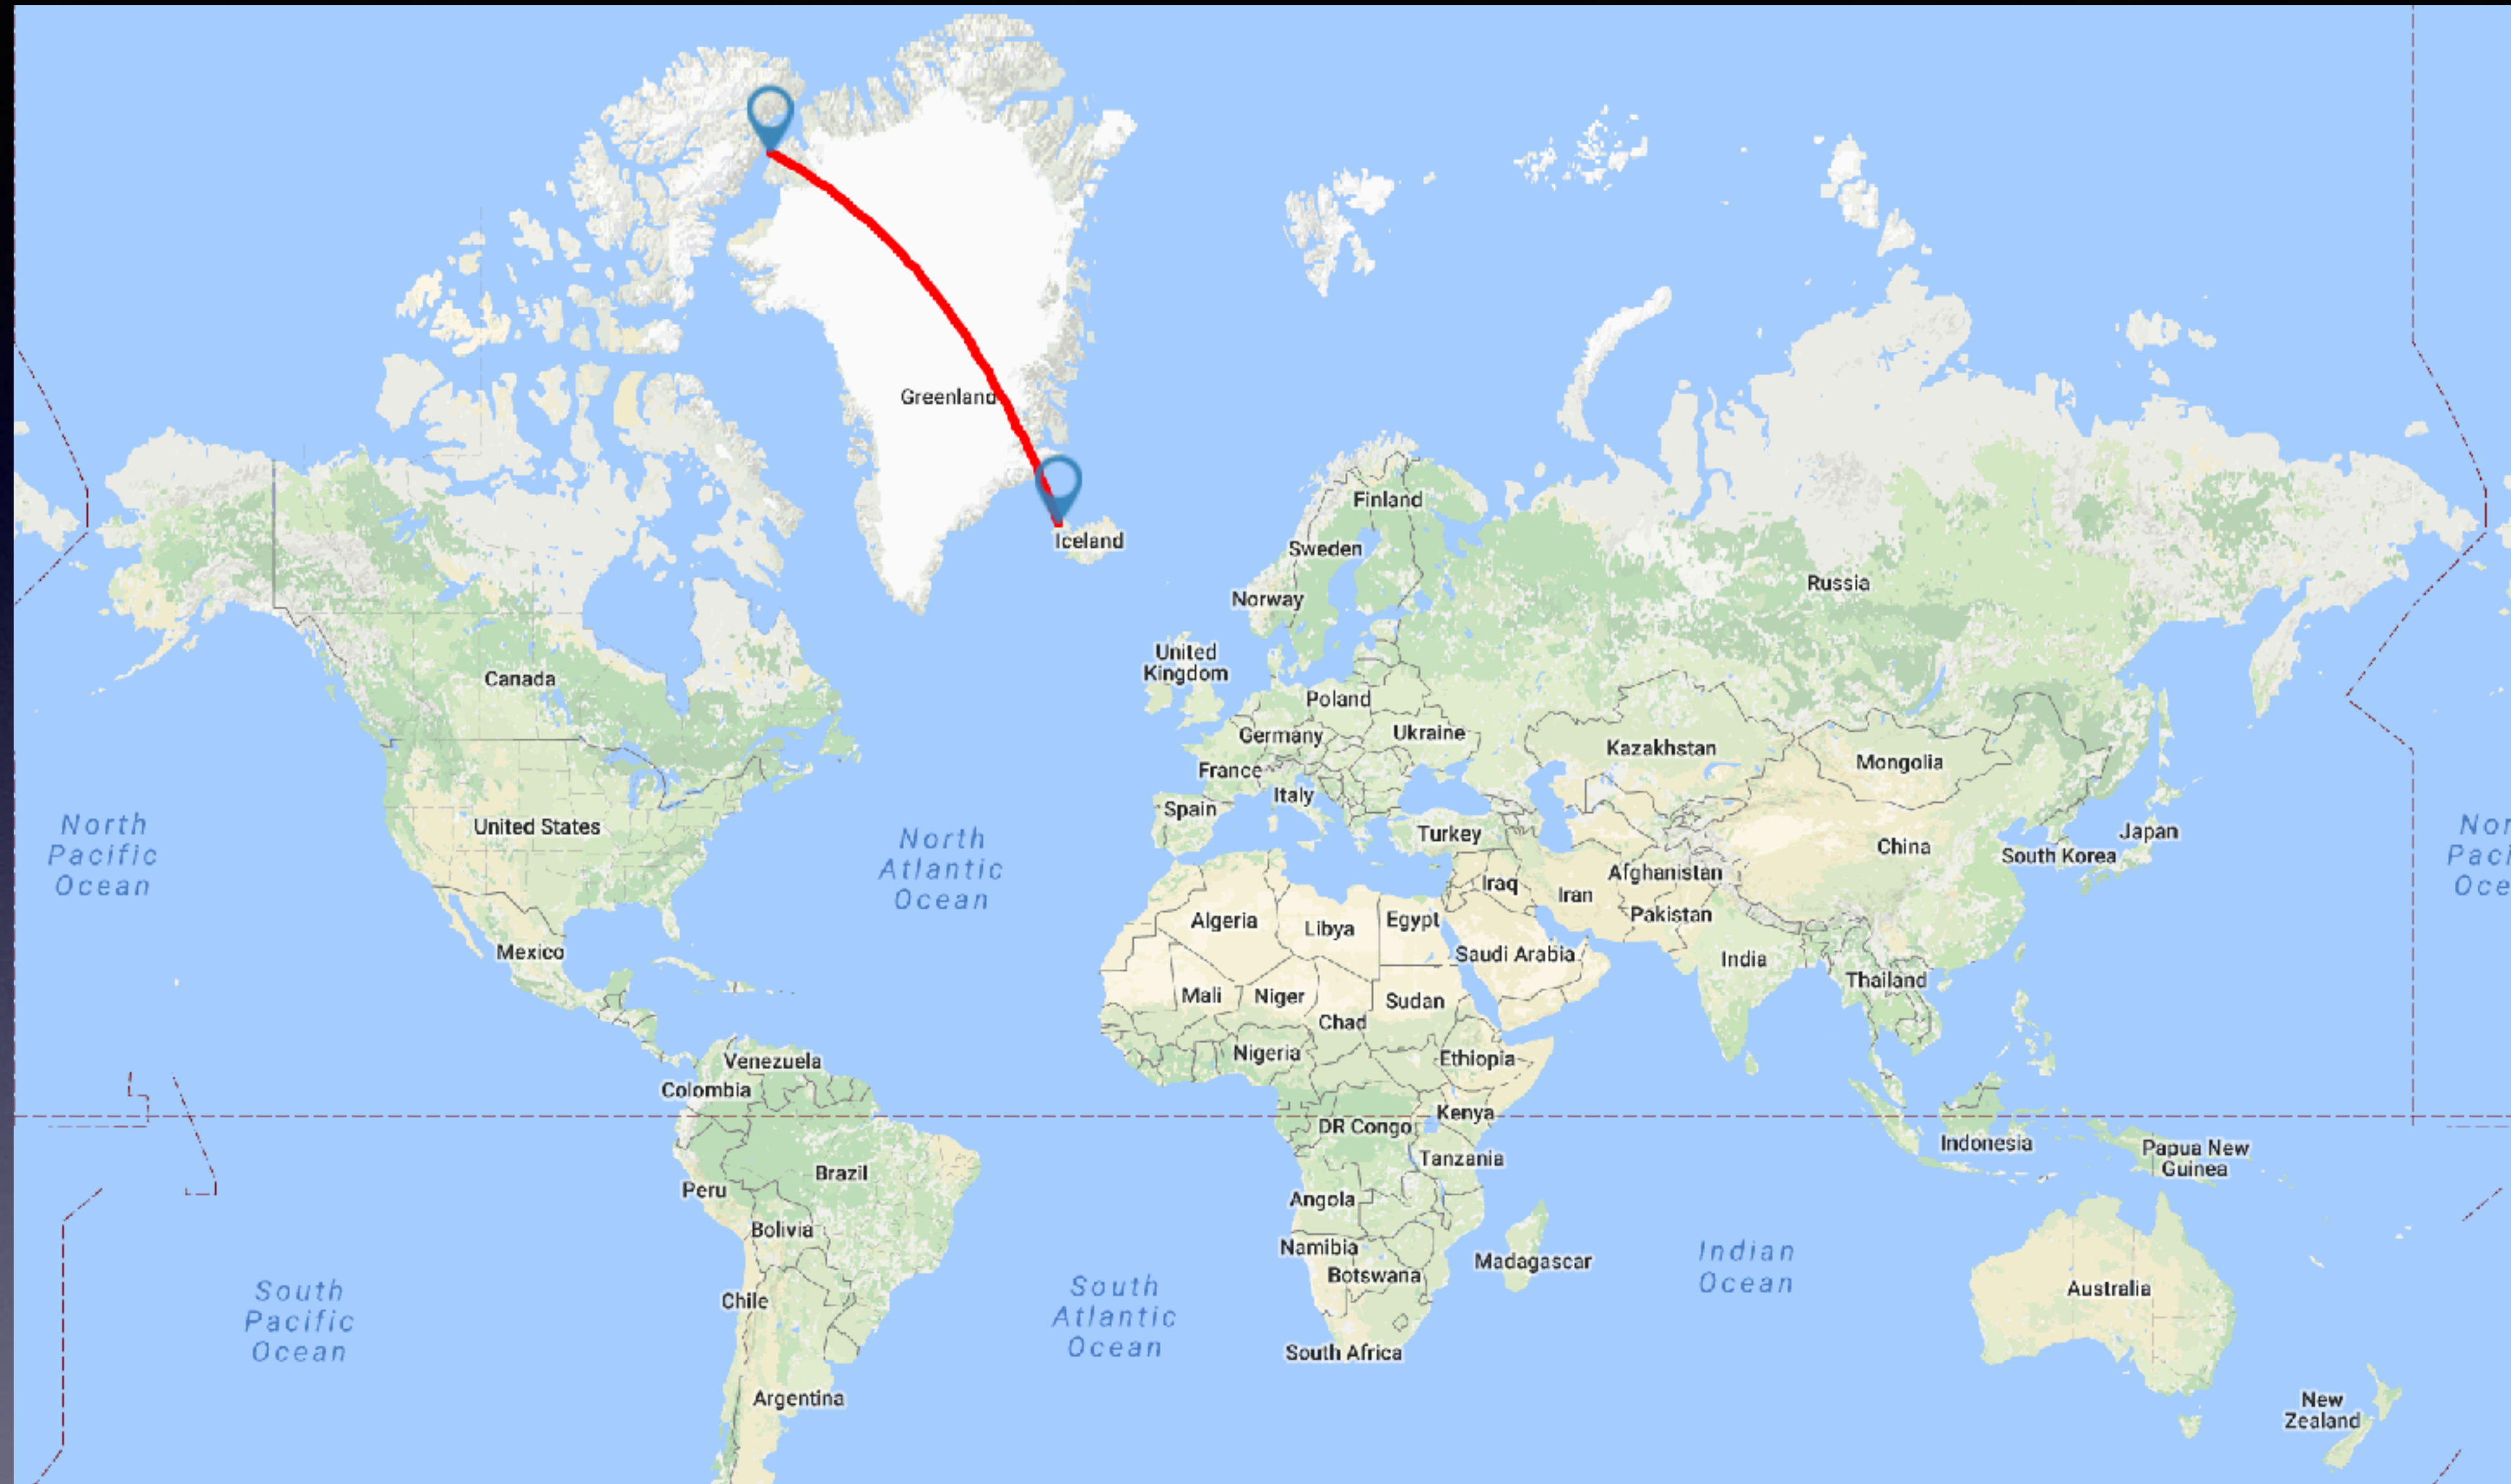 Greenland
Iceland
Finland
Sweden
Norway
Russia
United
Kingdom
Canada
Poland
Germany
Ukraine
Kazakhstan
Mongolia
France
Italy
Spain
North
Pacific
Ocean
United States
North
Atlantic
Ocean
Turkey
China
Japan
South Korea
Nor
Paci
Oce
Afghanistan
Iraq
Iran
Pakistan
Algeria
Libya
Egypt
Saudi Arabia
India
Mexico
Thailand
Mali
Niger
Sudan
Chad
Nigeria
Ethiopia
Venezuela
Colombia
Kenya
DR Congo
Indonesia
Papua New
Guinea
Tanzania
Brazil
Peru
Angola
Bolivia
Namibia
Madagascar
Indian
Ocean
Botswana
Australia
South
Pacific
Ocean
Chile
South
Atlantic
Ocean
South Africa
Argentina
New
Zealand